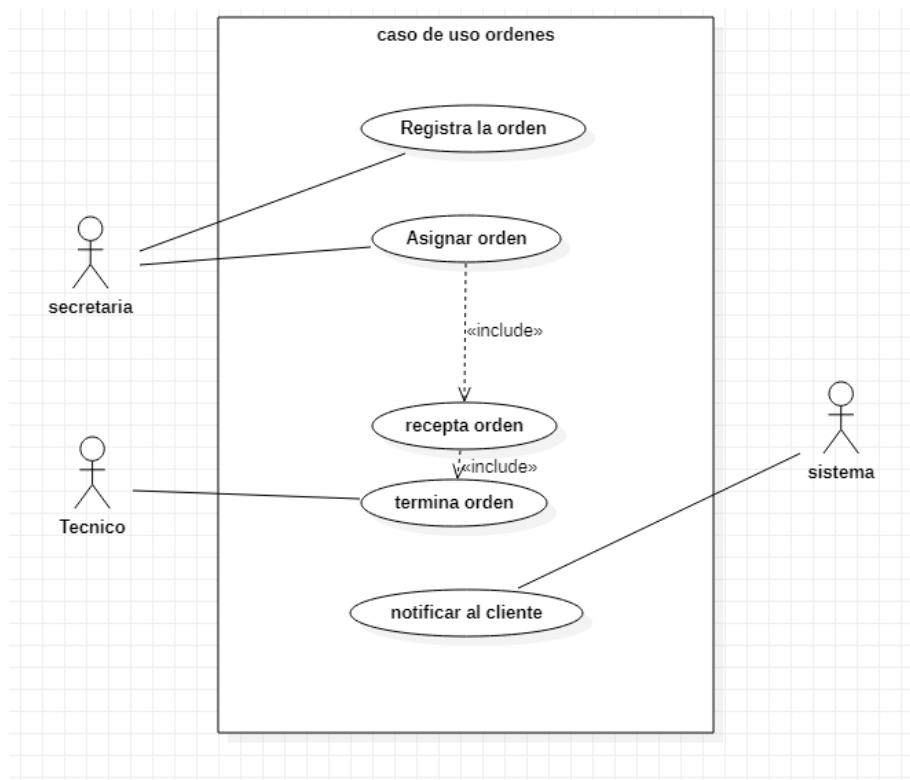 caso de uso ordenes
Registra la orden
Asignar orden
secretaria
«include»
recepta orden
«include»
sistema
termina orden
Tecnico
notificar al cliente